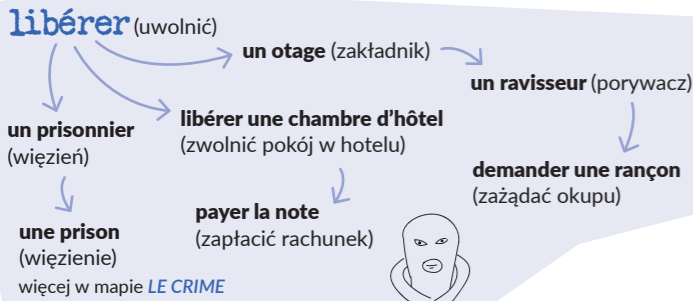 libérer (uwolnić)
un otage (zakładnik)
un ravisseur (porywacz)
demander une rançon
(zażądać okupu)
libérer une chambre d'hôtel
(zwolnić pokój w hotelu)
payer la note
(zapłacić rachunek)
un prisonnier
(więzień)
une prison
(więzienie)
więcej w mapie LE CRIME